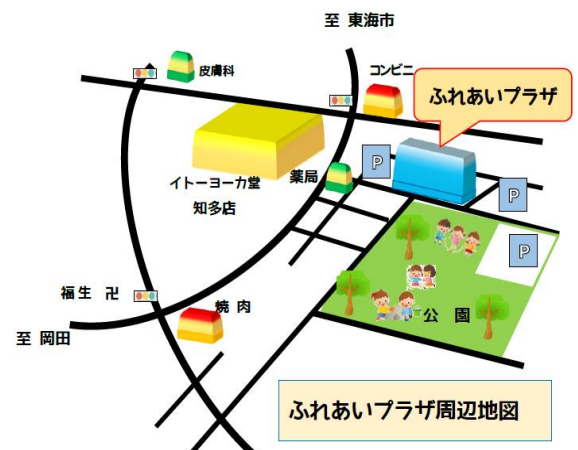 至 東海市
皮膚科
コンビニ
ふれあいプラザ
P
イトーヨーカ堂
知多店
薬局
P
P
福生 卍
焼肉
公 園
至 岡田
ふれあいプラザ周辺地図